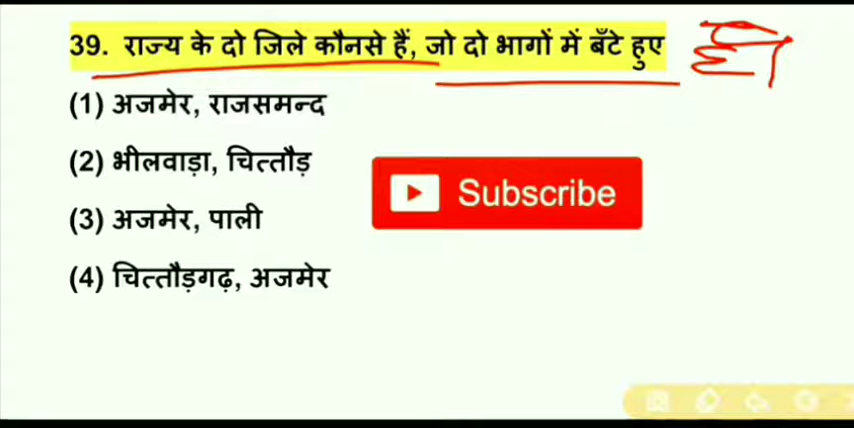 39. राज्य के दो जिले कौनसे हैं, जो दो भागों में बँटे हुए
(1) अजमेर, राजसमन्द
(2) भीलवाड़ा, चित्तौड़
Subscribe
(3) अजमेर, पाली
(4) चित्तौड़गढ़, अजमेर